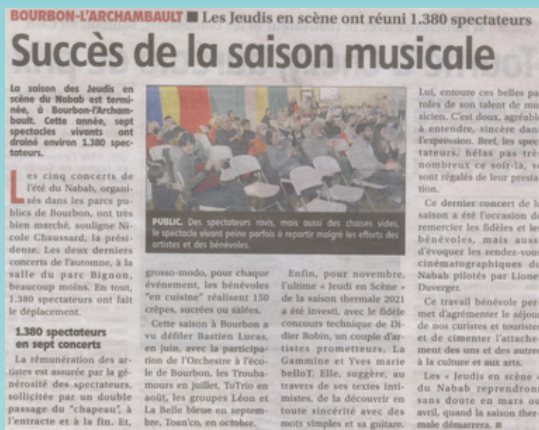 BOURBON-L'ARCHAMBAULT ■ Les Jeudis en scène ont réuni 1.380 spectateurs
Succès de la saison musicale
La saison des Jeudis en
scène du Nabab est termi-
née, à Bourbon-l'Archam-
bault. Cette année, sept
spectacles vivants ont
drainé environ 1.380 spec-
tateurs.
Les cinq concerts de
l'été du Nabab, organi-
sés dans les parcs pu-
blics de Bourbon, ont très
bien marché, souligne Ni-
cole Chaussard, la prési-
dente. Les deux derniers
concerts de l'automne, à la
salle du parc Bignon,
beaucoup moins. En tout,
1.380 spectateurs ont fait
le déplacement.
1.380 spectateurs
en sept concerts
La rémunération des ar-
tistes est assurée par la gé-
nérosité des spectateurs,
sollicitée par un double
passage du "chapeau", à
l'entracte et à la fin. Et,
PUBLIC. Des spectateurs ravis, mais aussi des chaises vides,
le spectacle vivant peine parfois à repartir malgré les efforts des
artistes et des bénévoles.
grosso-modo, pour chaque
événement, les bénévoles
"en cuisine" réalisent 150
crêpes, sucrées ou salées.
Cette saison à Bourbon a
vu défiler Bastien Lucas,
en juin, avec la participa-
tion de l'Orchestre à l'éco-
le de Bourbon, les Trouba-
mours en juillet, ToTrio en
août, les groupes Léon et
La Belle bleue en septem-
bre, Toan'co, en octobre.
Enfin, pour novembre,
l'ultime « Jeudi en Scène »
de la saison thermale 2021
a été investi, avec le fidèle
concours technique de Di-
dier Robin, un couple d'ar-
tistes prometteurs, La
Gammine et Yves marie
belloT. Elle, suggère, au
travers de ses textes inti-
mistes, de la découvrir en
toute sincérité avec des
mots simples et sa guitare.
Lui, entoure ces belles pa-
roles de son talent de mu-
sicien. C'est doux, agréable
à entendre, sincère dans
l'expression. Bref, les spec-
tateurs, hélas pas très
nombreux ce soir-là, se
sont régalés de leur presta-
tion.
Ce dernier concert de la
saison a été l'occasion de
remercier les fidèles et les
bénévoles, mais aussi
d'évoquer les rendez-vous
cinématographiques du
Nabab pilotés par Lionel
Duverger.
Ce travail bénévole per-
met d'agrémenter le séjour
de nos curistes et touristes
et de cimenter l'attache-
ment des uns et des autres
à la culture et aux arts.
Les « Jeudis en scène »
du Nabab reprendront
sans doute en mars ou
avril, quand la saison ther-
male démarrera. ■